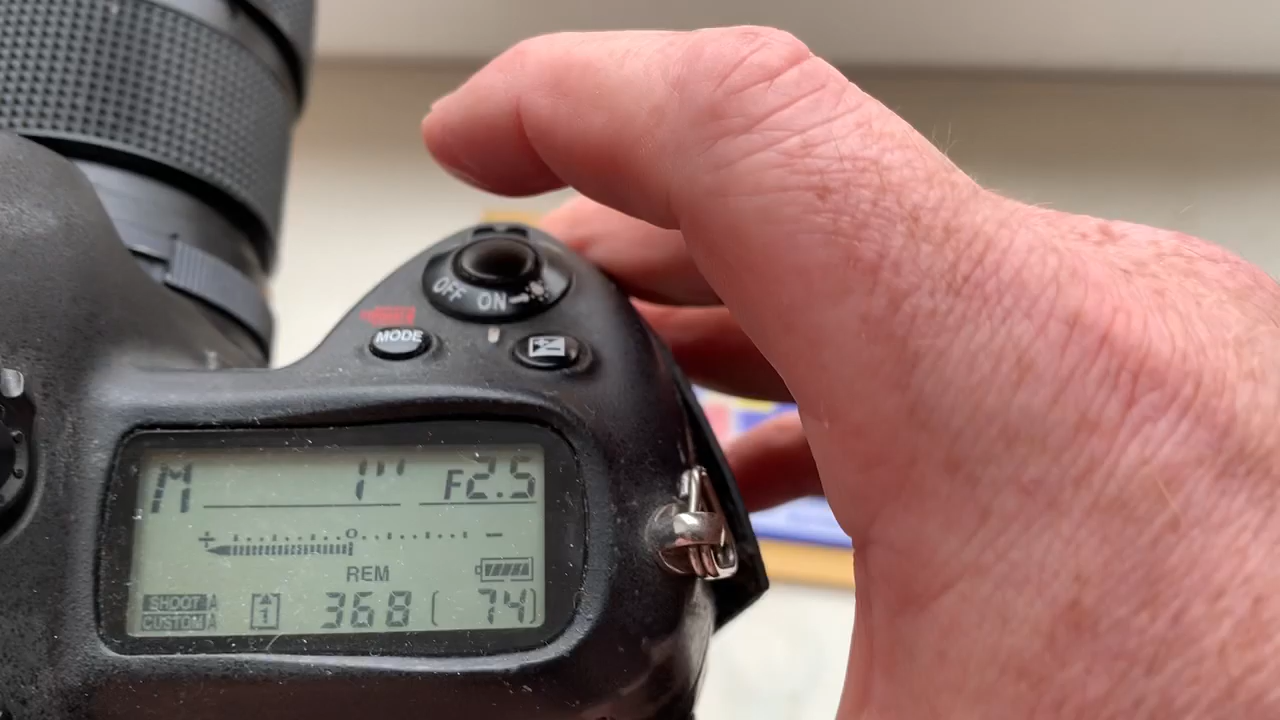 OFF ON
MODE
M 1" F2.5
+ 0 -
REM
SHOOT A
CUSTOM A
1 368 [ 74]